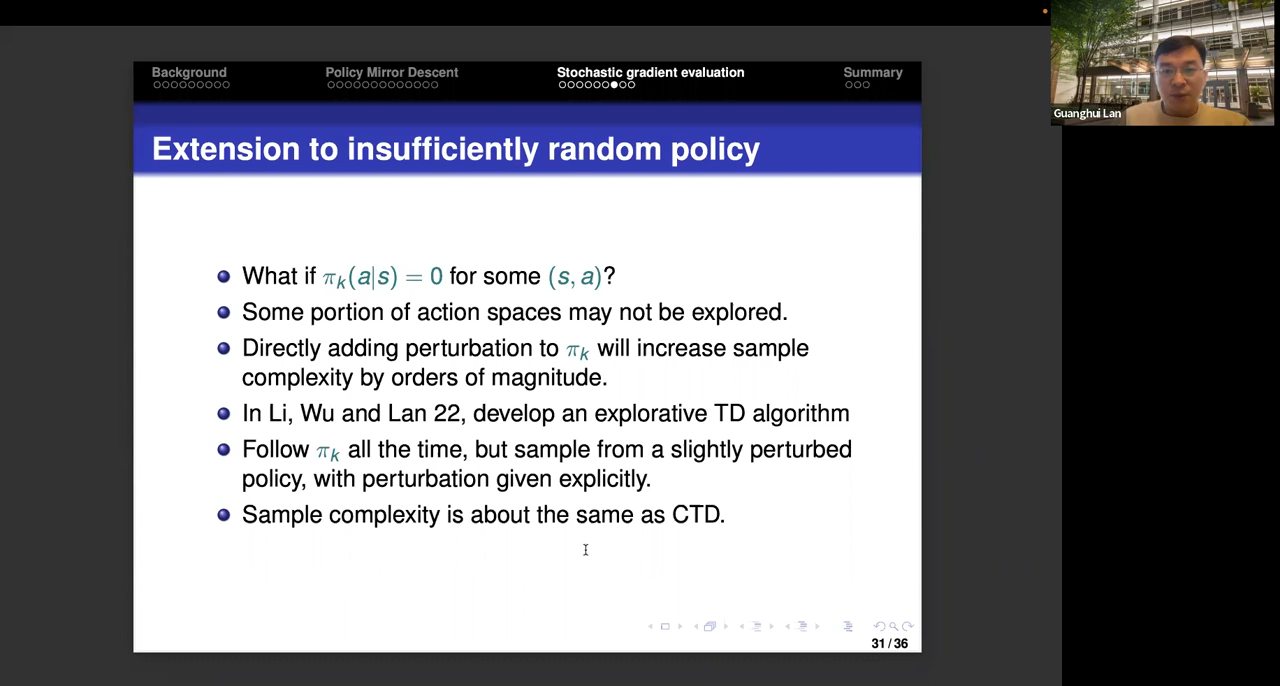 Background
Policy Mirror Descent
Stochastic gradient evaluation
Summary
Guanghui Lan
Extension to insufficiently random policy
What if πₖ(a|s) = 0 for some (s, a)?
Some portion of action spaces may not be explored.
Directly adding perturbation to πₖ will increase sample
complexity by orders of magnitude.
In Li, Wu and Lan 22, develop an explorative TD algorithm
Follow πₖ all the time, but sample from a slightly perturbed
policy, with perturbation given explicitly.
Sample complexity is about the same as CTD.
31 / 36